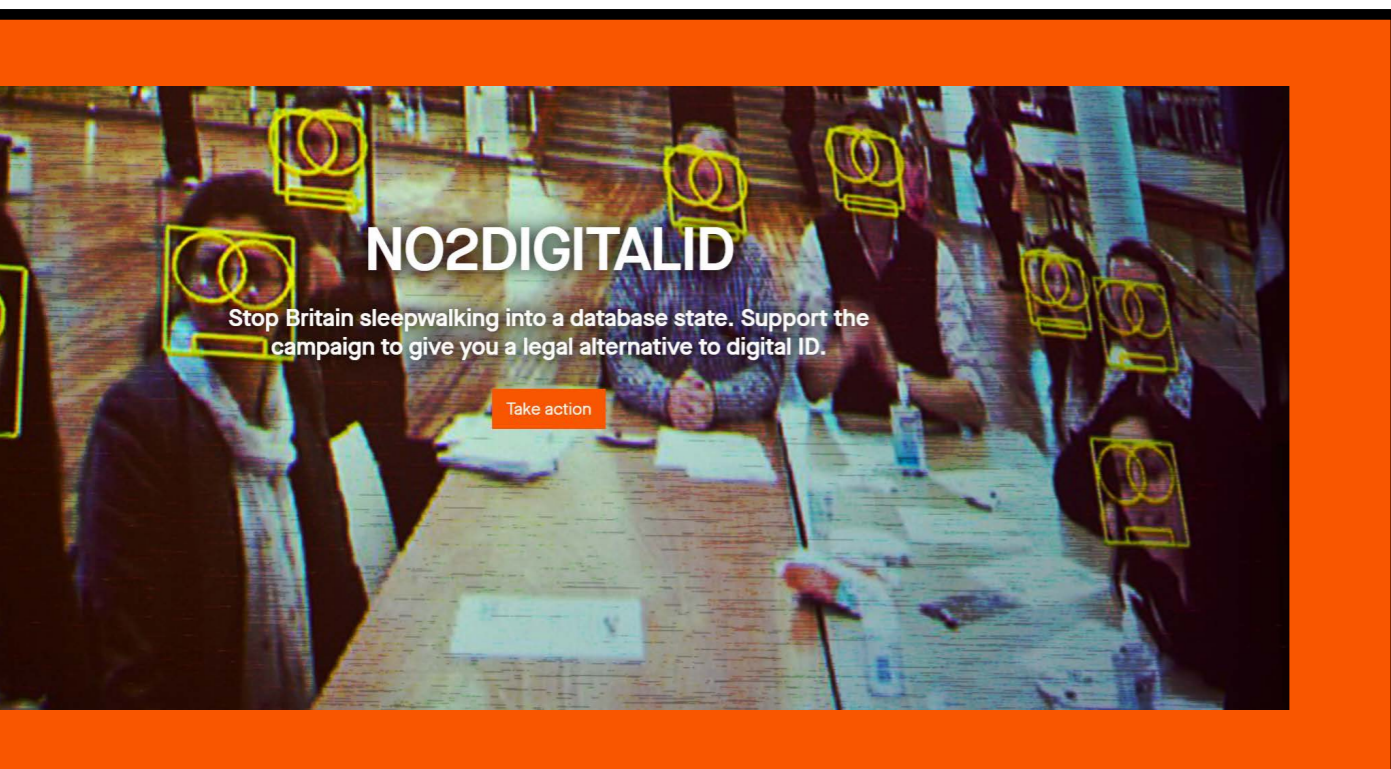 NO2DIGITALID
Stop Britain sleepwalking into a database state. Support the
campaign to give you a legal alternative to digital ID.
Take action